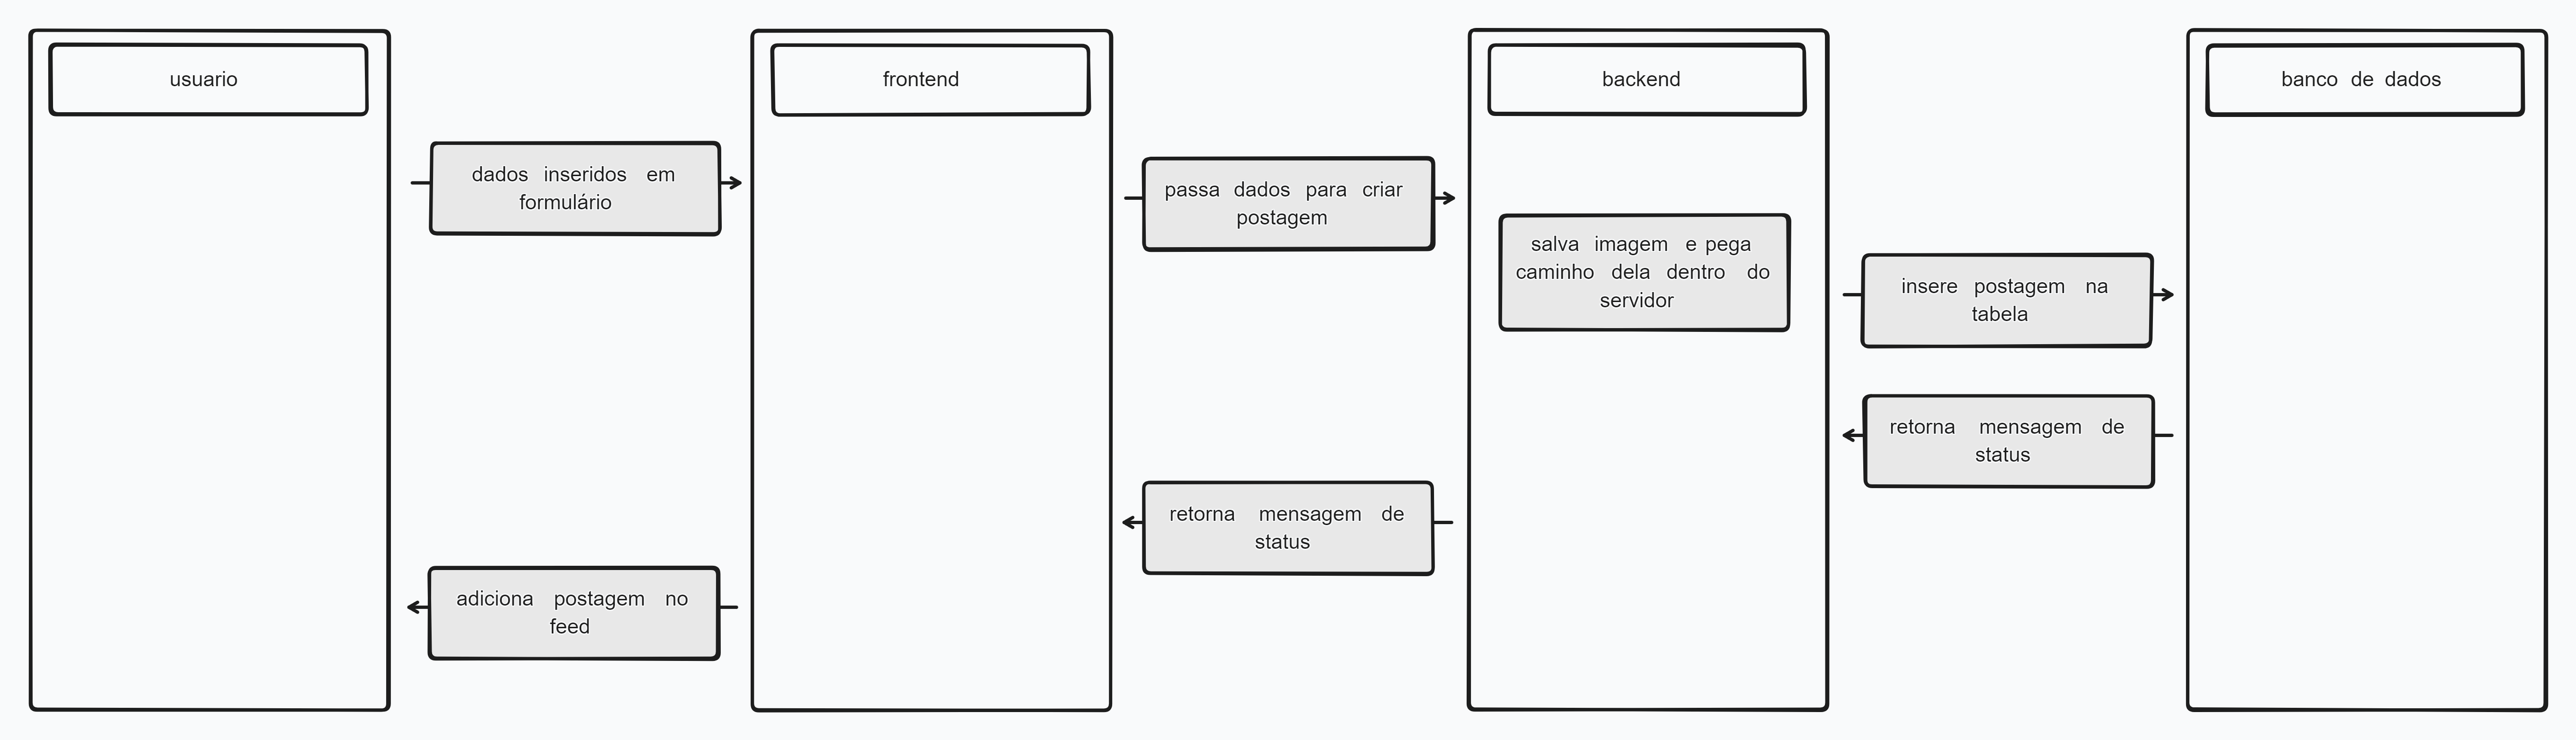 usuario
frontend
backend
banco de dados
dados inseridos em
formulário
passa dados para criar
postagem
salva imagem e pega
caminho dela dentro do
servidor
insere postagem na
tabela
retorna mensagem de
status
retorna mensagem de
status
adiciona postagem no
feed